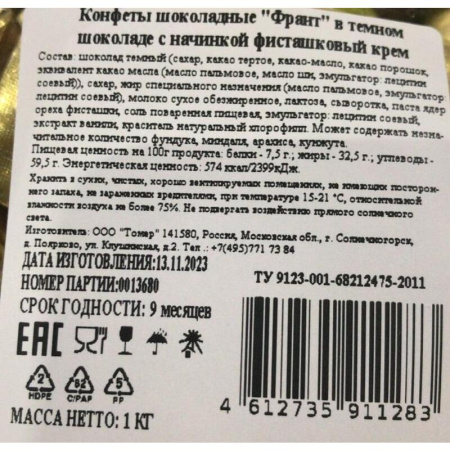 Конфеты шоколадные "Франт" в темном
шоколаде с начинкой фисташковый крем
Состав: шоколад темный (сахар, какао тертое, какао-масло, какао порошок,
эквивалент какао масла (масло пальмовое, масло ши, эмульгатор: лецитин
соевый)), сахар, жир специального назначения (масло пальмовое, эмульгатор:
лецитин соевый), молоко сухое обезжиренное, лактоза, сыворотка, паста ядер
ореха фисташки, соль поваренная пищевая, эмульгатор: лецитин соевый,
экстракт ванили, краситель натуральный хлорофилл. Может содержать незна-
чительное количество фундука, миндаля, арахиса, кунжута.
Пищевая ценность на 100г продукта: белки - 7,5 г.; жиры - 32,5 г.; углеводы -
59,5 г. Энергетическая ценность: 574 ккал/2399кДж.
Хранить в сухих, чистых, хорошо вентилируемых помещениях, не имеющих посторон-
него запаха, не зараженных вредителями, при температуре 15-21 °C, относительной
влажности воздуха не более 75%. Не подвергать воздействию прямого солнечного
света.
Изготовитель: ООО "Томер" 141580, Россия, Московская обл., г. Солнечногорск,
д. Поярково, ул. Клушинская, д.2. Тел.: +7(495)771 73 84
ДАТА ИЗГОТОВЛЕНИЯ:13.11.2023
НОМЕР ПАРТИИ:0013680
ТУ 9123-001-68212475-2011
СРОК ГОДНОСТИ: 9 месяцев
EAC
2 82 5
HDPE C/PAP PP
МАССА НЕТТО: 1 КГ
4 612735 911283